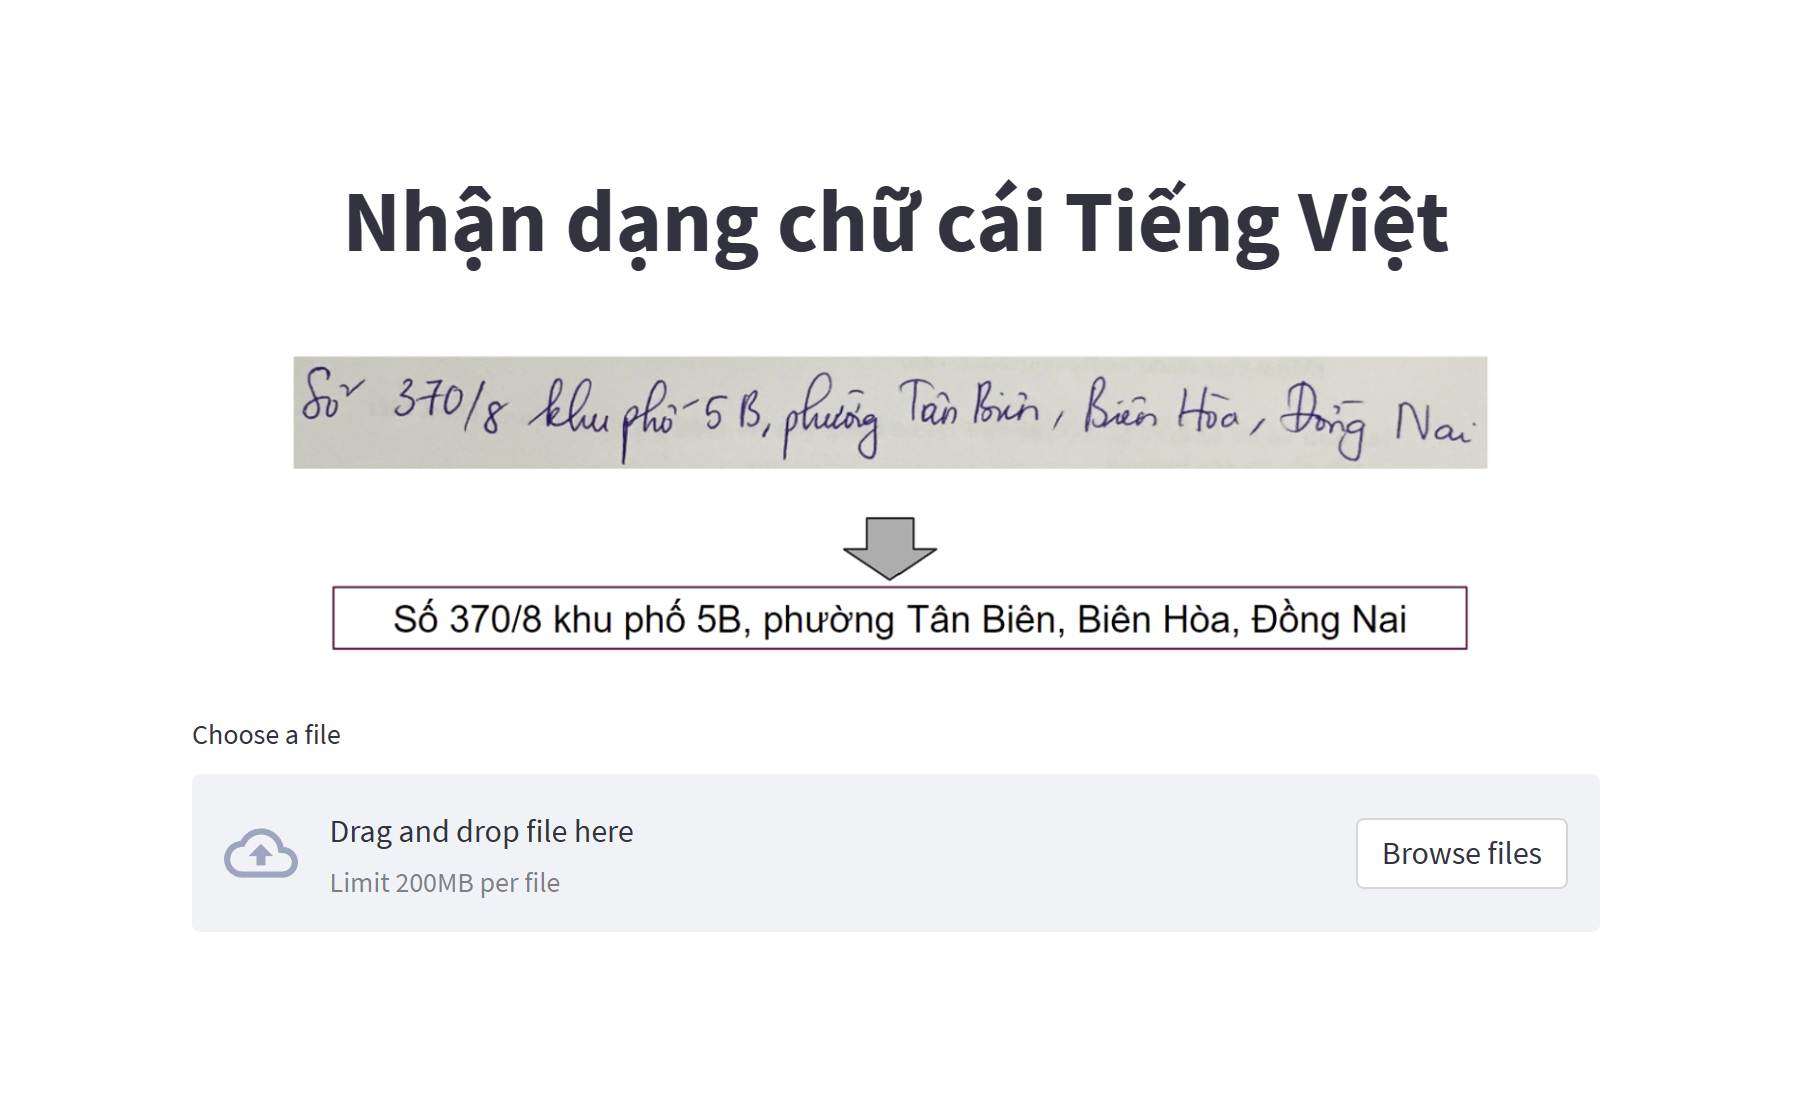 Nhận dạng chữ cái Tiếng Việt
Số 370/8 khu phố 5B, phường Tân Biên, Biên Hòa, Đồng Nai
Số 370/8 khu phố 5B, phường Tân Biên, Biên Hòa, Đồng Nai
Choose a file
Drag and drop file here
Limit 200MB per file
Browse files